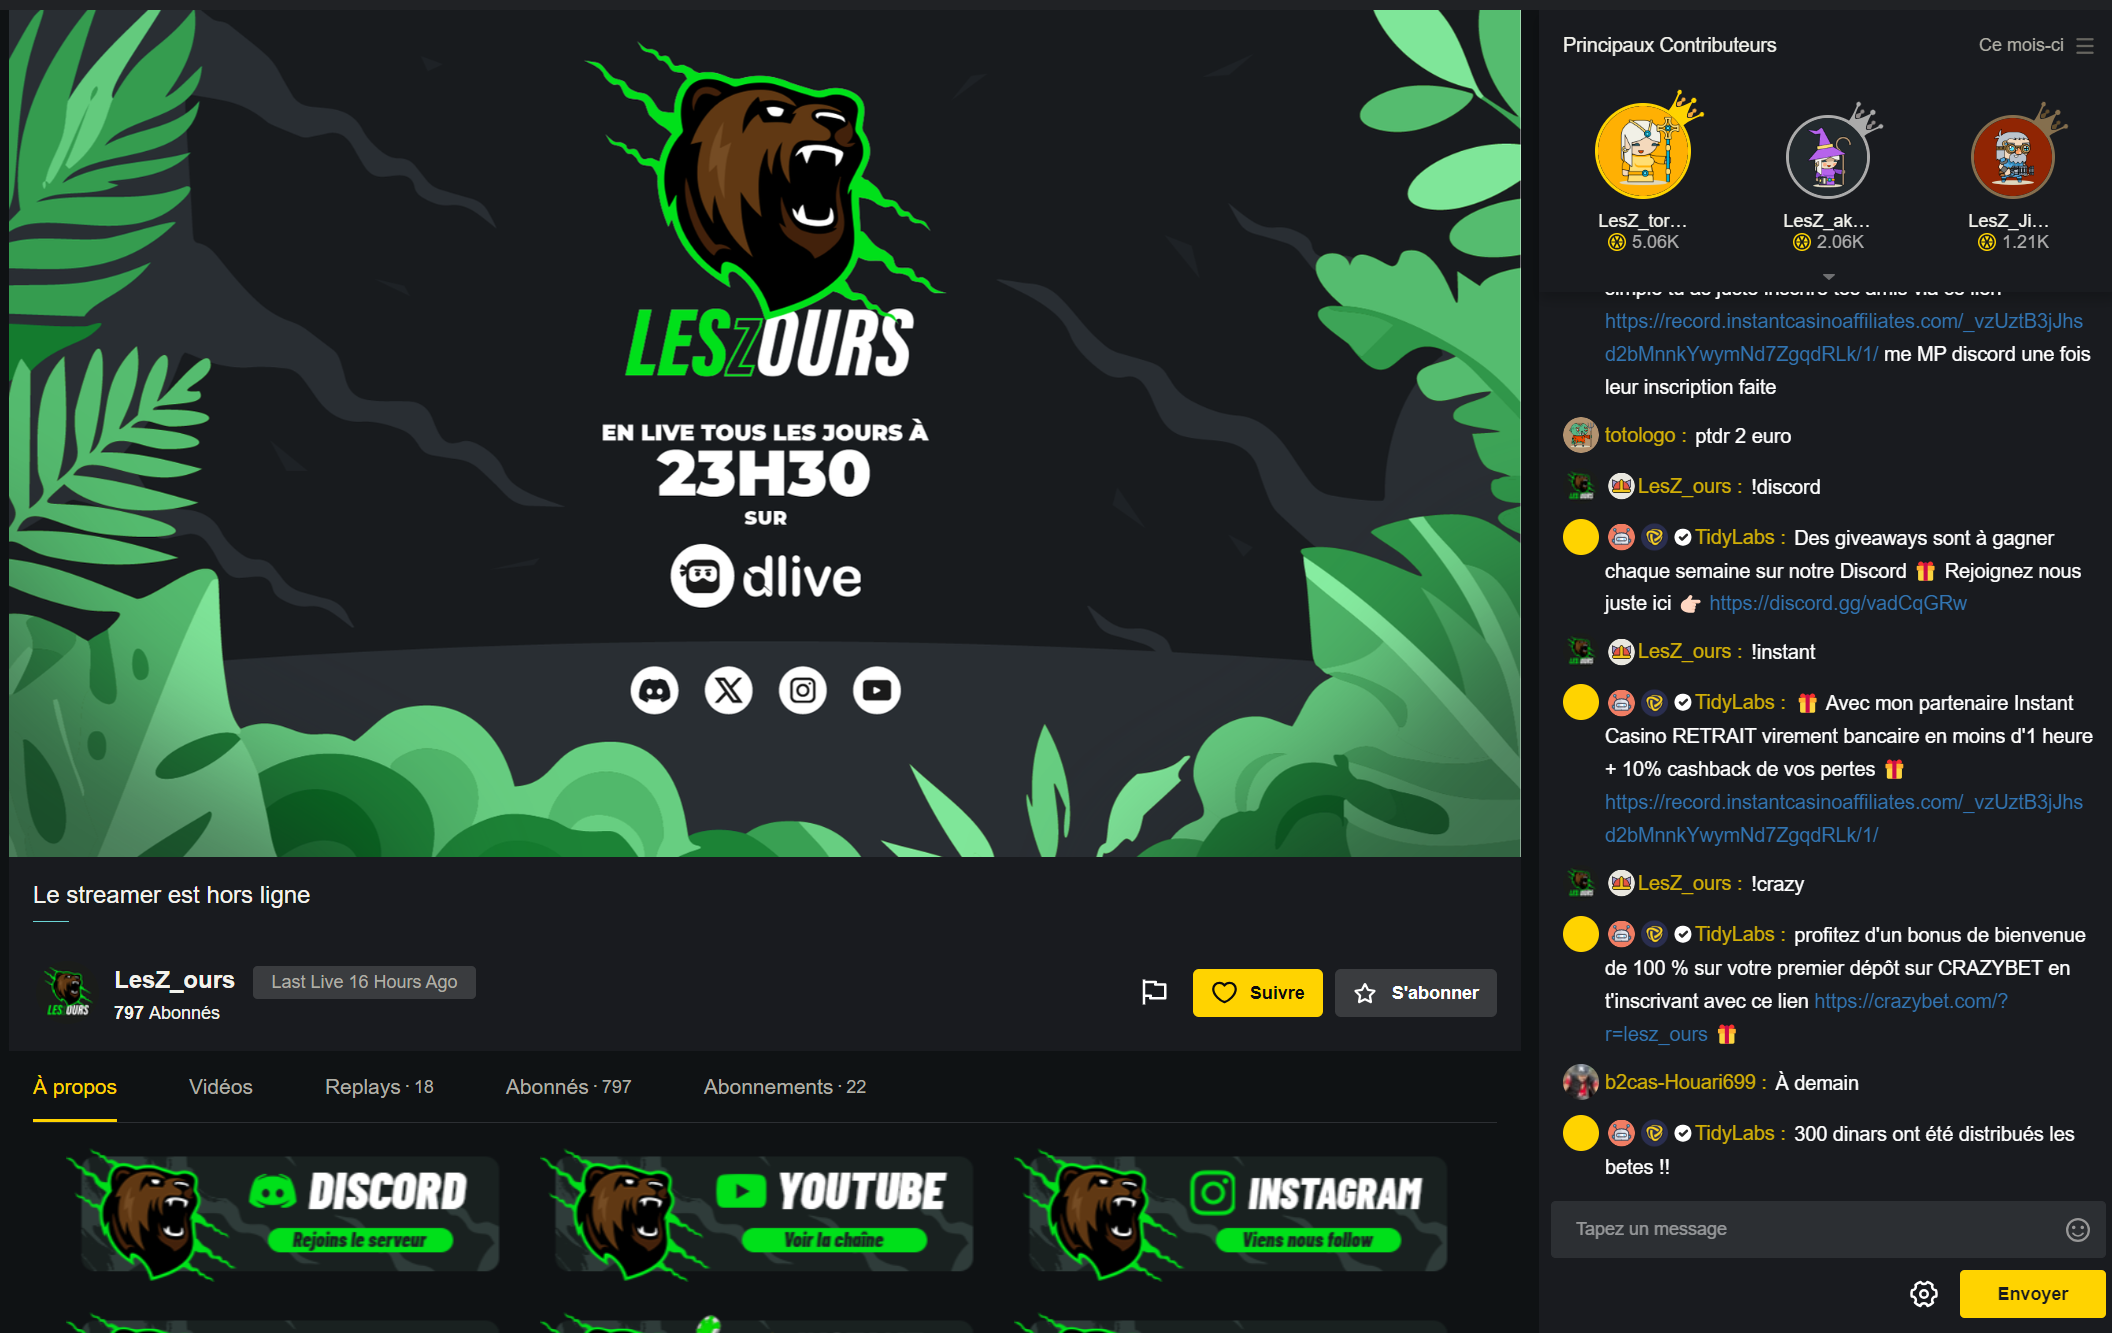 LESZOURS
EN LIVE TOUS LES JOURS À
23H30
SUR
dlive
Le streamer est hors ligne
LESZOURS
LesZ_ours
Last Live 16 Hours Ago
797 Abonnés
Suivre
S'abonner
À propos
Vidéos
Replays · 18
Abonnés · 797
Abonnements · 22
DISCORD
Rejoins le serveur
YOUTUBE
Voir la chaîne
INSTAGRAM
Viens nous follow
Principaux Contributeurs
Ce mois-ci
LesZ_tor...
5.06K
LesZ_ak...
2.06K
LesZ_Ji...
1.21K
https://record.instantcasinoaffiliates.com/_vzUztB3jJhs
d2bMnnkYwymNd7ZgqdRLk/1/ me MP discord une fois
leur inscription faite
totologo : ptdr 2 euro
LesZ_ours : !discord
TidyLabs : Des giveaways sont à gagner
chaque semaine sur notre Discord 🎁 Rejoignez nous
juste ici 👉🏻 https://discord.gg/vadCqGRw
LesZ_ours : !instant
TidyLabs : 🎁 Avec mon partenaire Instant
Casino RETRAIT virement bancaire en moins d'1 heure
+ 10% cashback de vos pertes 🎁
https://record.instantcasinoaffiliates.com/_vzUztB3jJhs
d2bMnnkYwymNd7ZgqdRLk/1/
LesZ_ours : !crazy
TidyLabs : profitez d'un bonus de bienvenue
de 100 % sur votre premier dépôt sur CRAZYBET en
t'inscrivant avec ce lien https://crazybet.com/?
r=lesz_ours 🎁
b2cas-Houari699 : À demain
TidyLabs : 300 dinars ont été distribués les
betes !!
Tapez un message
Envoyer